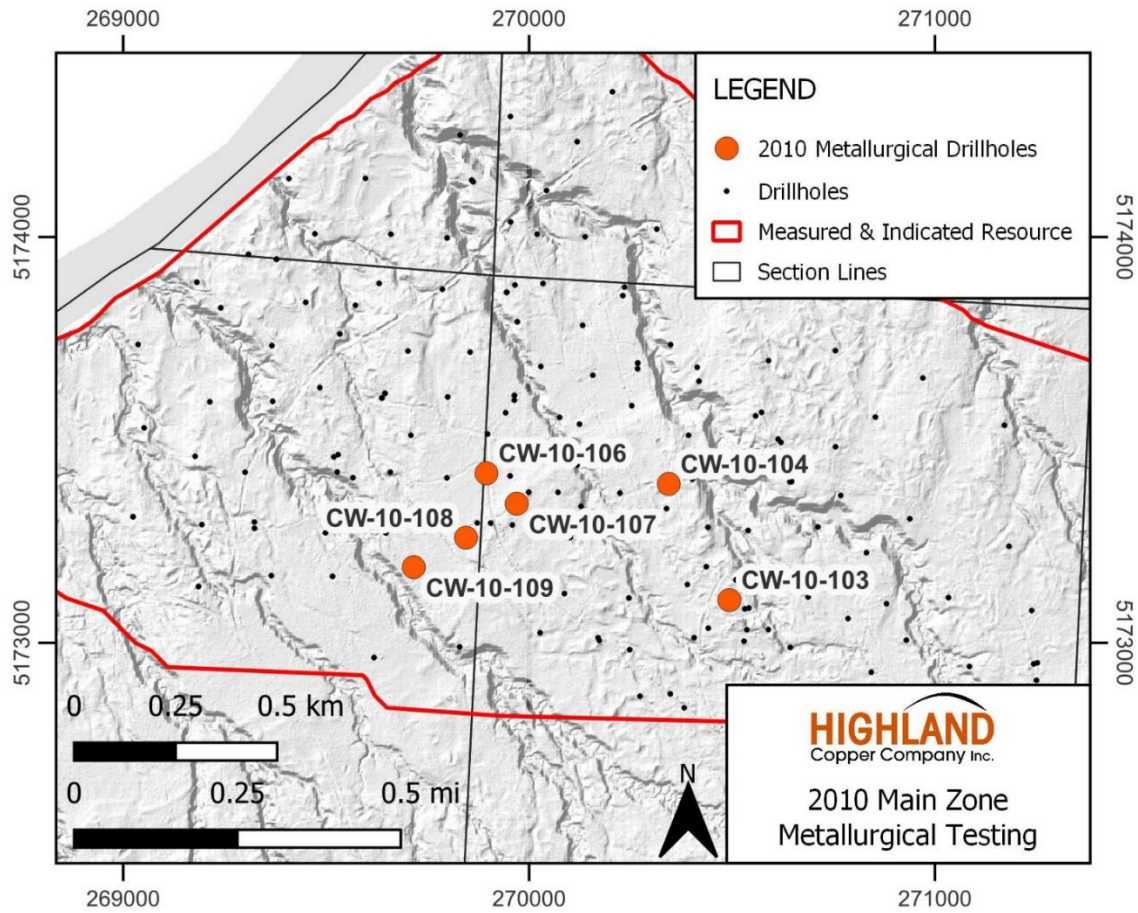 269000
270000
271000
LEGEND
2010 Metallurgical Drillholes
Drillholes
Measured & Indicated Resource
Section Lines
5174000
5174000
CW-10-106
CW-10-104
CW-10-108
CW-10-107
CW-10-109
CW-10-103
5173000
5173000
0 0.25 0.5 km
0 0.25 0.5 mi
N
HIGHLAND
Copper Company Inc.
2010 Main Zone
Metallurgical Testing
269000
270000
271000